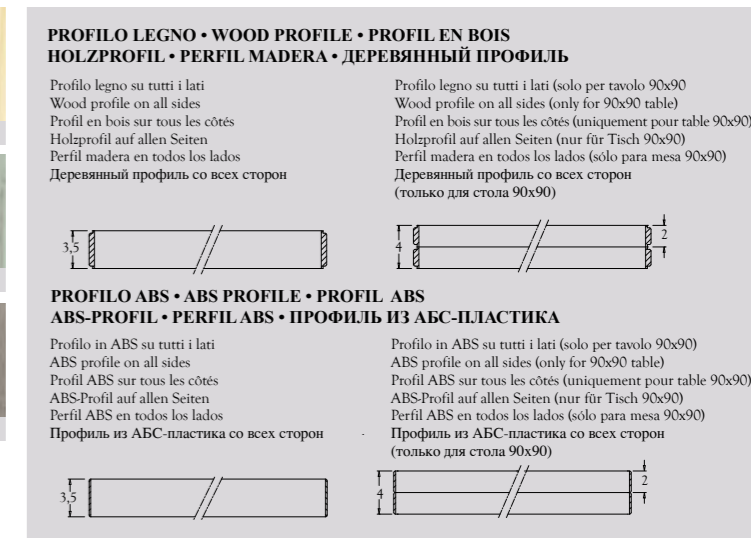 PROFILO LEGNO • WOOD PROFILE • PROFIL EN BOIS
HOLZPROFIL • PERFIL MADERA • ДЕРЕВЯННЫЙ ПРОФИЛЬ
Profilo legno su tutti i lati
Wood profile on all sides
Profil en bois sur tous les côtés
Holzprofil auf allen Seiten
Perfil madera en todos los lados
Деревянный профиль со всех сторон
Profilo legno su tutti i lati (solo per tavolo 90x90
Wood profile on all sides (only for 90x90 table)
Profil en bois sur tous les côtés (uniquement pour table 90x90)
Holzprofil auf allen Seiten (nur für Tisch 90x90)
Perfil madera en todos los lados (sólo para mesa 90x90)
Деревянный профиль со всех сторон
(только для стола 90x90)
3,5
4
2
PROFILO ABS • ABS PROFILE • PROFIL ABS
ABS-PROFIL • PERFIL ABS • ПРОФИЛЬ ИЗ АБС-ПЛАСТИКА
Profilo in ABS su tutti i lati
ABS profile on all sides
Profil ABS sur tous les côtés
ABS-Profil auf allen Seiten
Perfil ABS en todos los lados
Профиль из АБС-пластика со всех сторон
Profilo in ABS su tutti i lati (solo per tavolo 90x90)
ABS profile on all sides (only for 90x90 table)
Profil ABS sur tous les côtés (uniquement pour table 90x90)
ABS-Profil auf allen Seiten (nur für Tisch 90x90)
Perfil ABS en todos los lados (sólo para mesa 90x90)
Профиль из АБС-пластика со всех сторон
(только для стола 90x90)
3,5
4
2